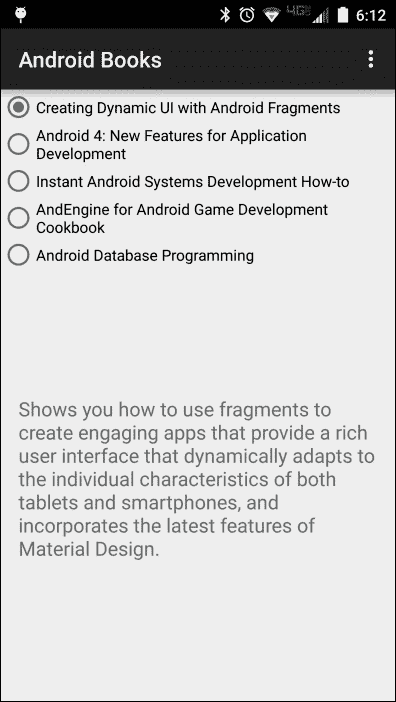 4G 6:12
Android Books
Creating Dynamic UI with Android Fragments
Android 4: New Features for Application
Development
Instant Android Systems Development How-to
AndEngine for Android Game Development
Cookbook
Android Database Programming
Shows you how to use fragments to
create engaging apps that provide a rich
user interface that dynamically adapts to
the individual characteristics of both
tablets and smartphones, and
incorporates the latest features of
Material Design.